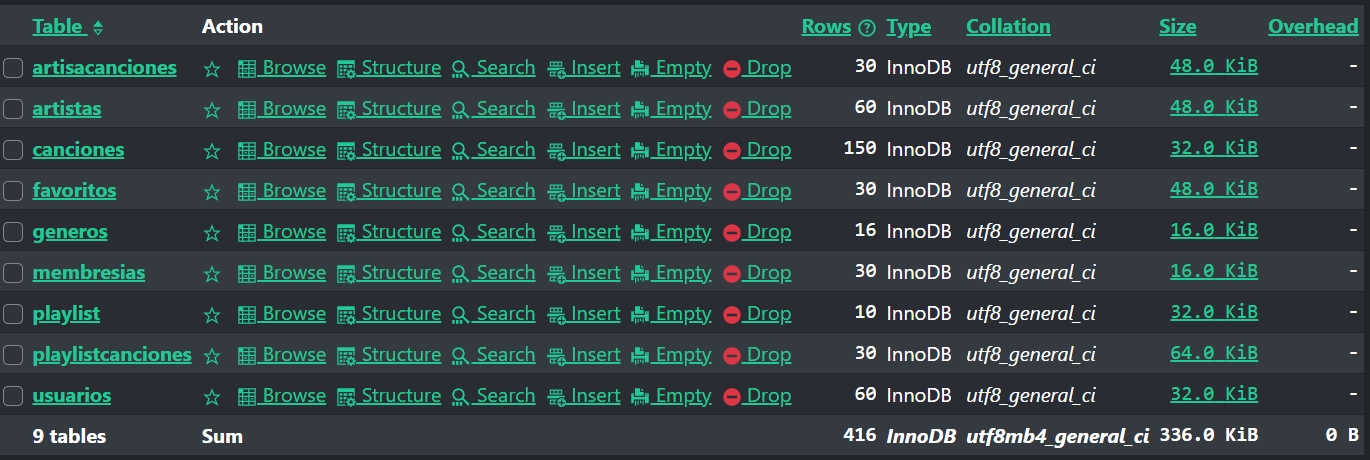 Table Action Rows Type Collation Size Overhead
artisacanciones Browse Structure Search Insert Empty Drop 30 InnoDB utf8_general_ci 48.0 KiB -
artistas Browse Structure Search Insert Empty Drop 60 InnoDB utf8_general_ci 48.0 KiB -
canciones Browse Structure Search Insert Empty Drop 150 InnoDB utf8_general_ci 32.0 KiB -
favoritos Browse Structure Search Insert Empty Drop 30 InnoDB utf8_general_ci 48.0 KiB -
generos Browse Structure Search Insert Empty Drop 16 InnoDB utf8_general_ci 16.0 KiB -
membresias Browse Structure Search Insert Empty Drop 30 InnoDB utf8_general_ci 16.0 KiB -
playlist Browse Structure Search Insert Empty Drop 10 InnoDB utf8_general_ci 32.0 KiB -
playlistcanciones Browse Structure Search Insert Empty Drop 30 InnoDB utf8_general_ci 64.0 KiB -
usuarios Browse Structure Search Insert Empty Drop 60 InnoDB utf8_general_ci 32.0 KiB -
9 tables Sum 416 InnoDB utf8mb4_general_ci 336.0 KiB 0 B